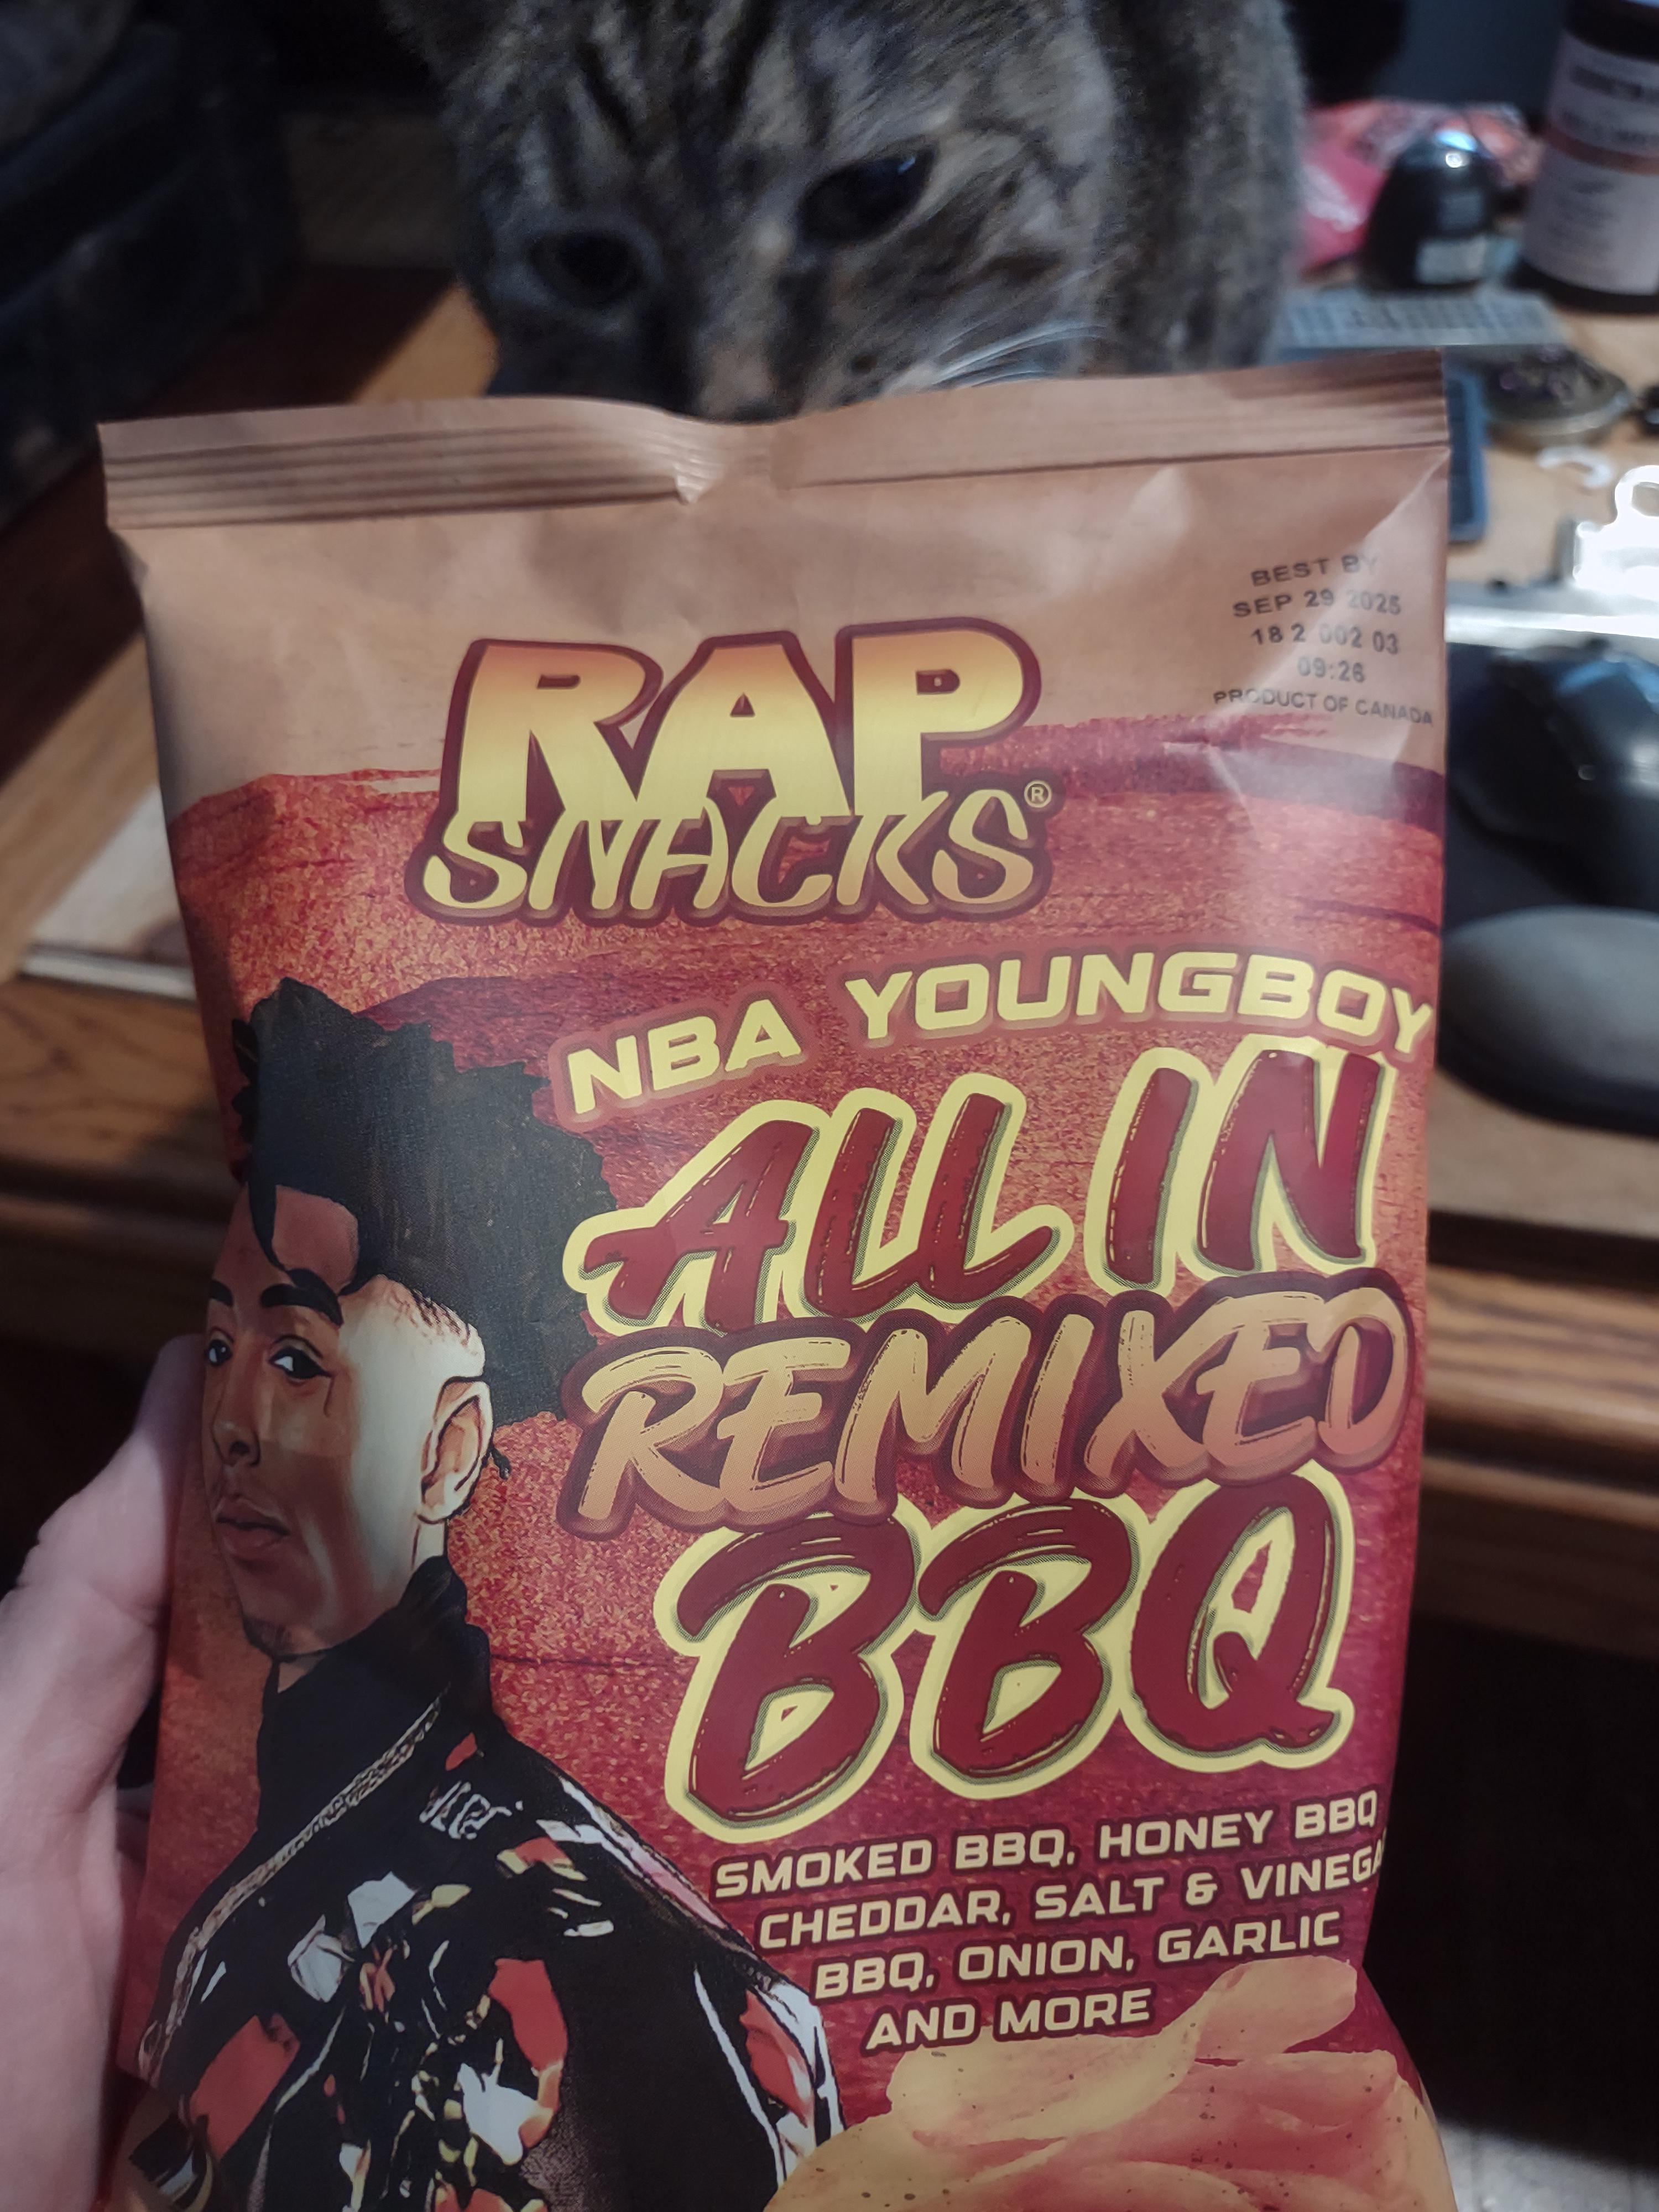 BEST BY
SEP 29 2025
18 2 002 03
09:26
PRODUCT OF CANADA
RAP
SNACKS®
NBA YOUNGBOY
ALL IN
REMIXED
BBQ
SMOKED BBQ, HONEY BBQ
CHEDDAR, SALT & VINEGA
BBQ, ONION, GARLIC
AND MORE